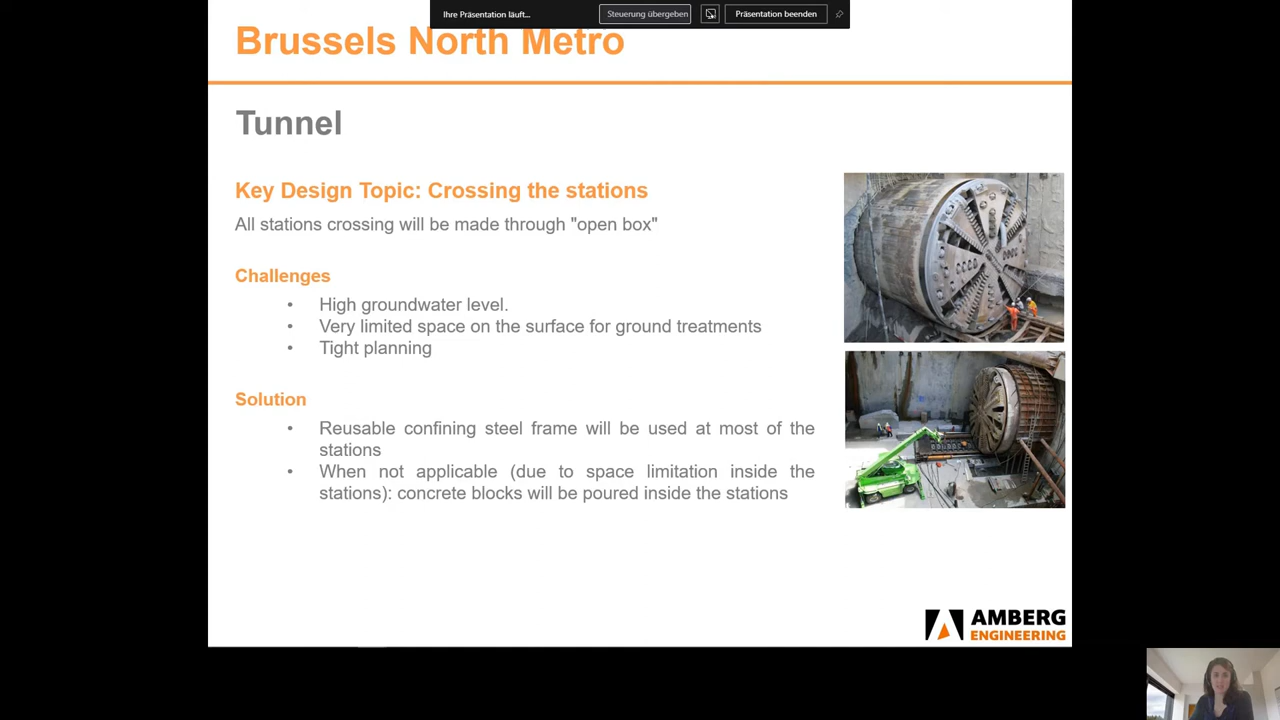 Ihre Präsentation läuft...
Steuerung übergeben
Präsentation beenden
Brussels North Metro
Tunnel
Key Design Topic: Crossing the stations
All stations crossing will be made through "open box"
Challenges
• High groundwater level.
• Very limited space on the surface for ground treatments
• Tight planning
Solution
• Reusable confining steel frame will be used at most of the
stations
• When not applicable (due to space limitation inside the
stations): concrete blocks will be poured inside the stations
AMBERG
ENGINEERING